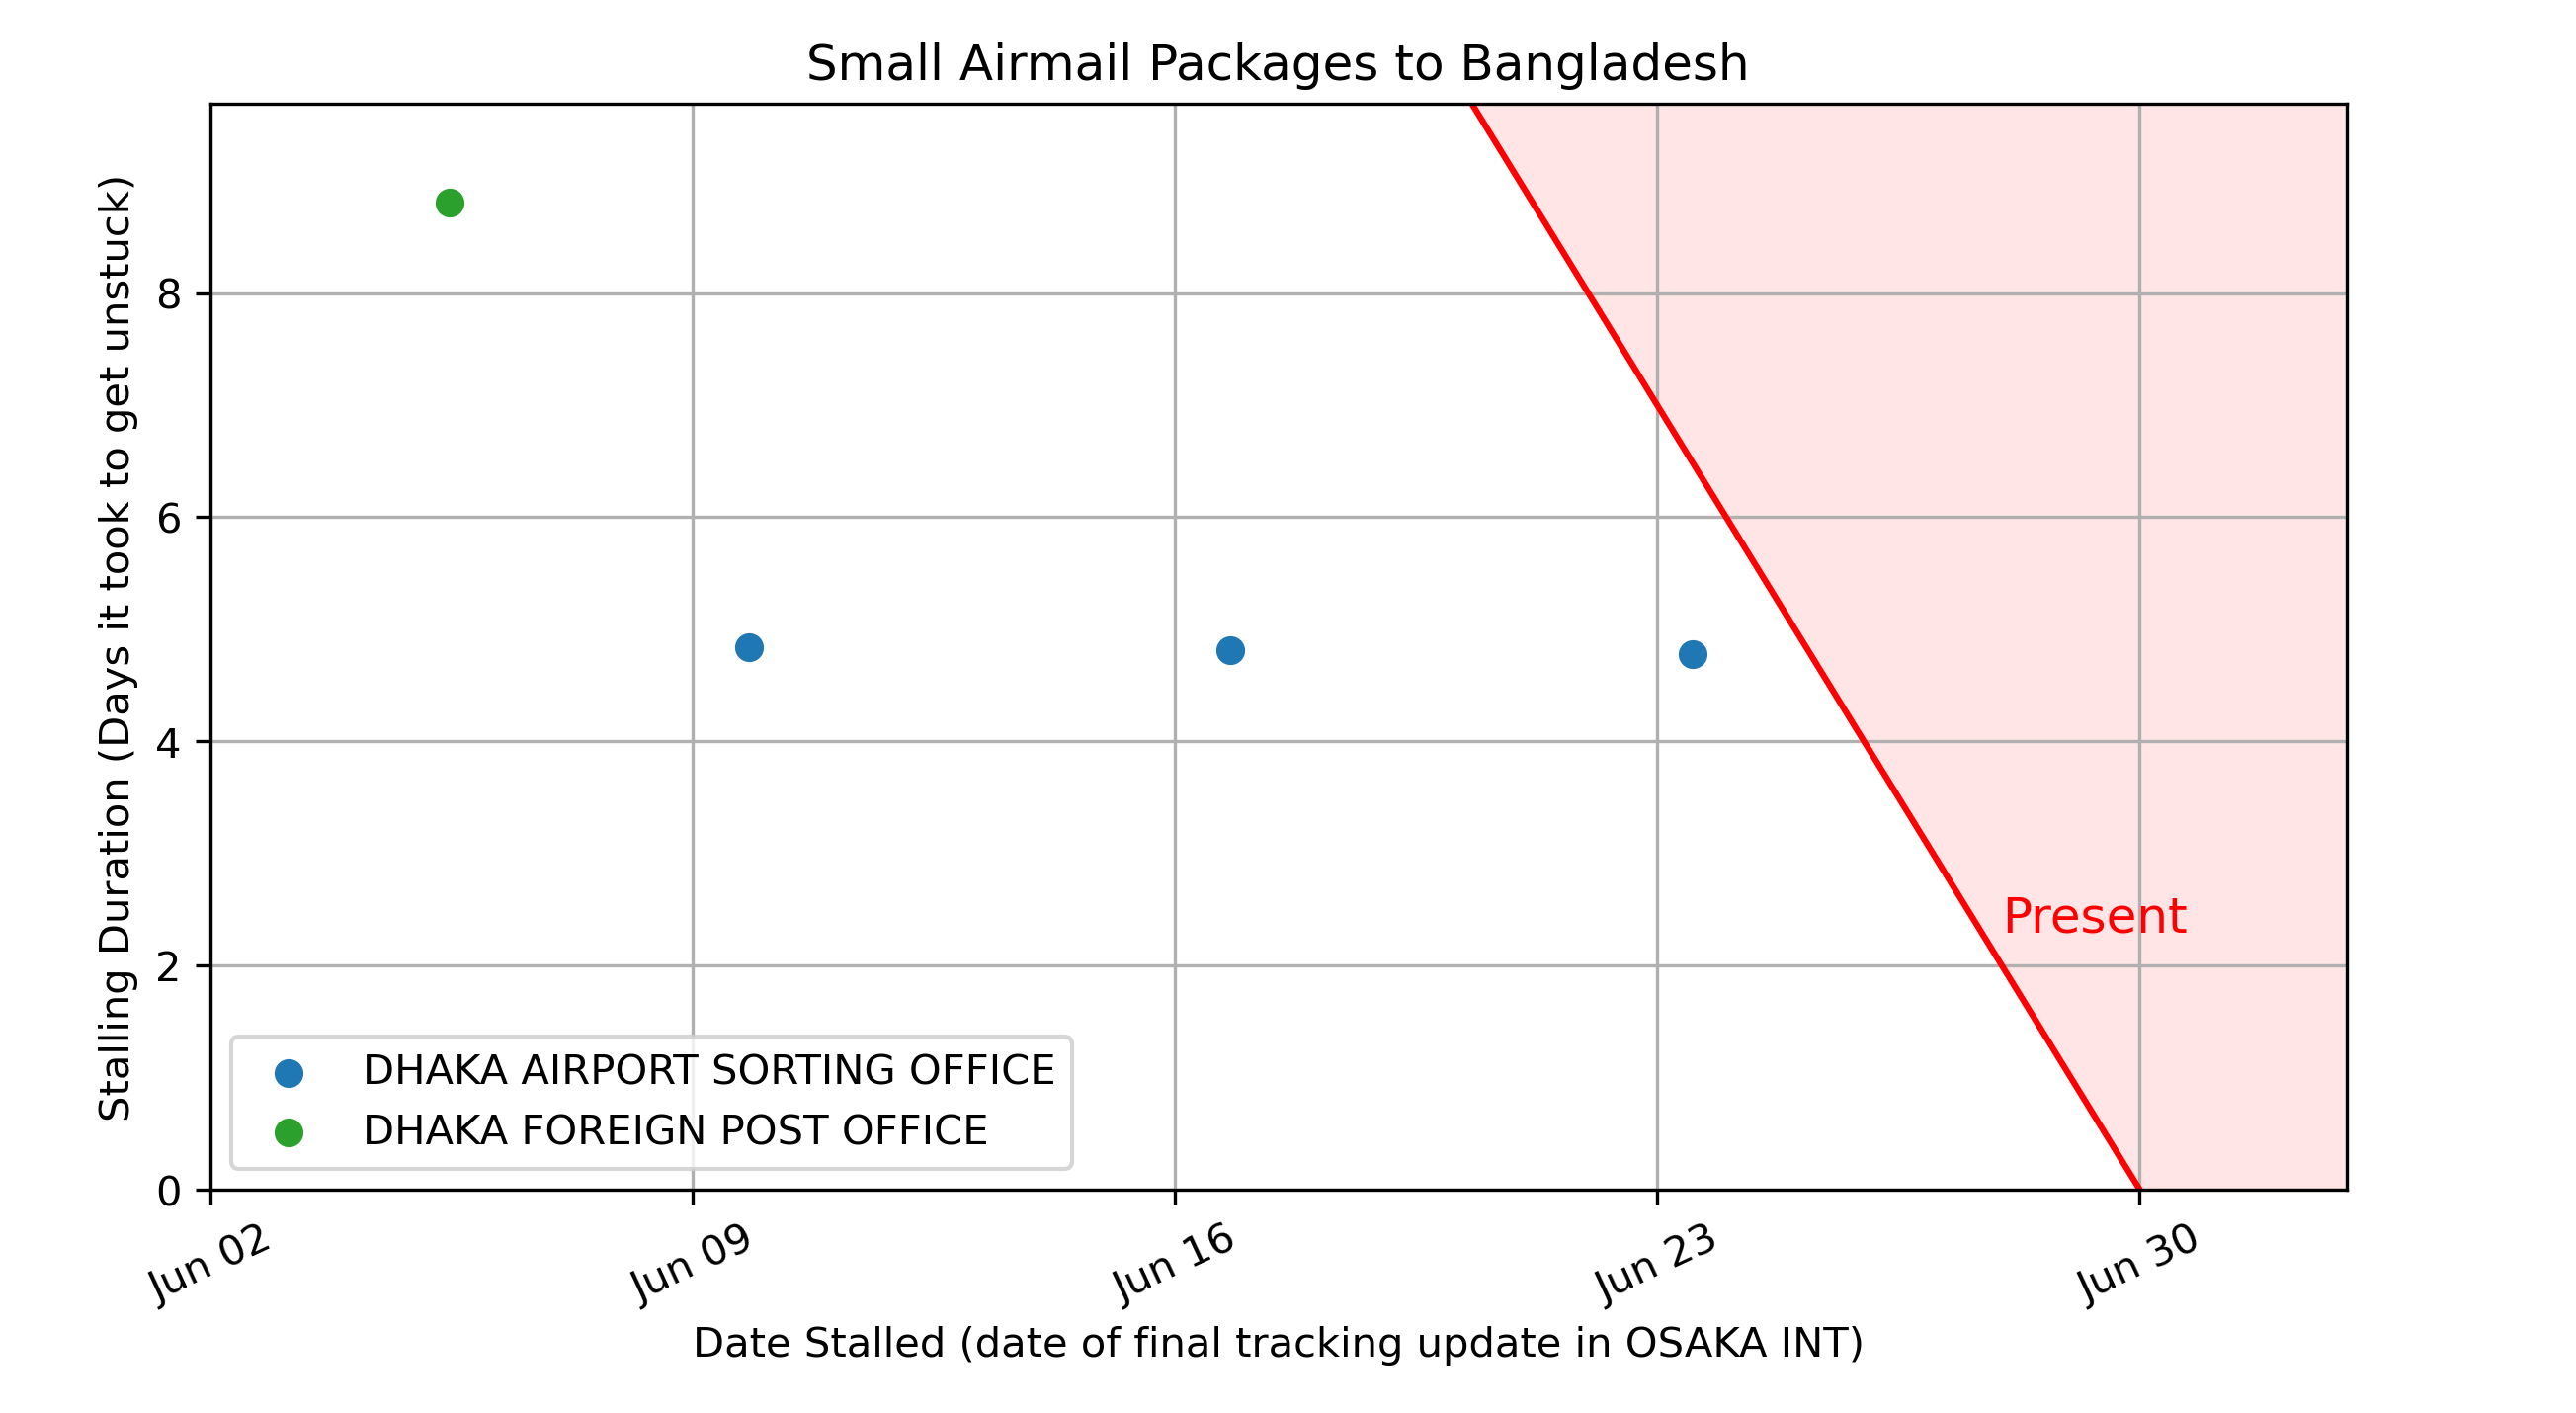 Small Airmail Packages to Bangladesh
Stalling Duration (Days it took to get unstuck)
8
6
4
2
0
Present
DHAKA AIRPORT SORTING OFFICE
DHAKA FOREIGN POST OFFICE
Jun 02
Jun 09
Jun 16
Jun 23
Jun 30
Date Stalled (date of final tracking update in OSAKA INT)